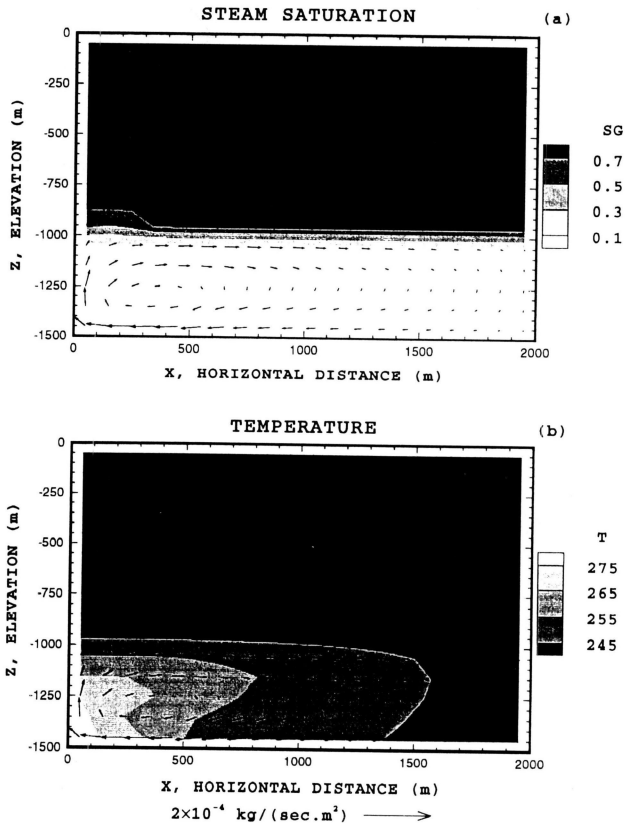 STEAM SATURATION
(a)
0
-250
-500
-750
-1000
-1250
-1500
Z, ELEVATION (m)
0
500
1000
1500
2000
X, HORIZONTAL DISTANCE (m)
SG
0.7
0.5
0.3
0.1
TEMPERATURE
(b)
0
-250
-500
-750
-1000
-1250
-1500
Z, ELEVATION (m)
0
500
1000
1500
2000
X, HORIZONTAL DISTANCE (m)
T
275
265
255
245
2×10⁻⁴ kg/(sec.m²)